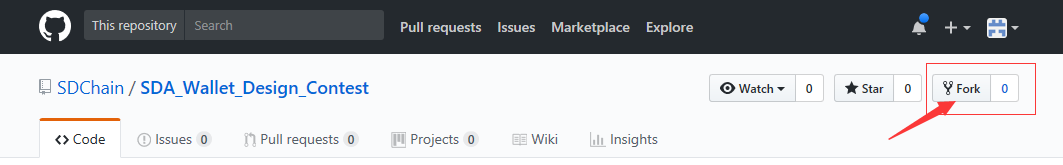 This repository Search Pull requests Issues Marketplace Explore
SDChain / SDA_Wallet_Design_Contest Watch 0 Star 0 Fork 0
Code Issues 0 Pull requests 0 Projects 0 Wiki Insights